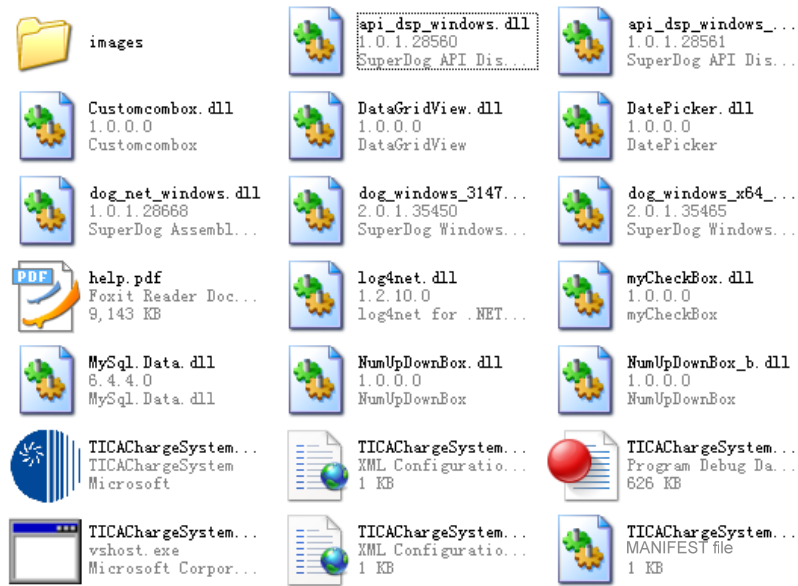 images
api_dsp_windows.dll
1.0.1.28560
SuperDog API Dis...
api_dsp_windows_...
1.0.1.28561
SuperDog API Dis...
Customcombox.dll
1.0.0.0
Customcombox
DataGridView.dll
1.0.0.0
DataGridView
DatePicker.dll
1.0.0.0
DatePicker
dog_net_windows.dll
1.0.1.28668
SuperDog Assembl...
dog_windows_3147...
2.0.1.35450
SuperDog Windows...
dog_windows_x64_...
2.0.1.35465
SuperDog Windows...
PDF
help.pdf
Foxit Reader Doc...
9,143 KB
log4net.dll
1.2.10.0
log4net for .NET...
myCheckBox.dll
1.0.0.0
myCheckBox
MySql.Data.dll
6.4.4.0
MySql.Data.dll
NumUpDownBox.dll
1.0.0.0
NumUpDownBox
NumUpDownBox_b.dll
1.0.0.0
NumUpDownBox
TICAChargeSystem...
TICAChargeSystem
Microsoft
TICAChargeSystem...
XML Configuratio...
1 KB
TICAChargeSystem...
Program Debug Da...
626 KB
TICAChargeSystem...
vshost.exe
Microsoft Corpor...
TICAChargeSystem...
XML Configuratio...
1 KB
TICAChargeSystem...
MANIFEST file
1 KB